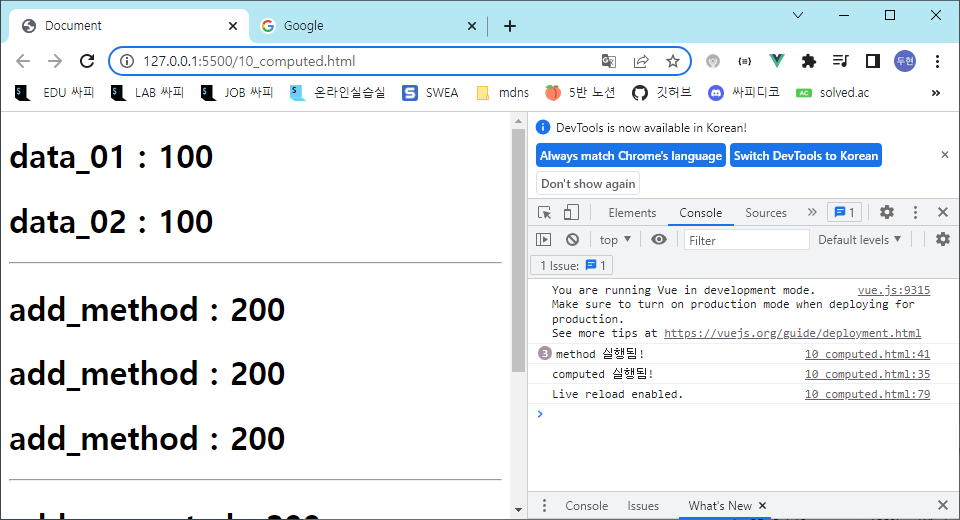 Document
Google
127.0.0.1:5500/10_computed.html
두현
EDU 싸피
LAB 싸피
JOB 싸피
온라인실습실
SWEA
mdns
5반 노션
깃허브
싸피디코
solved.ac
data_01 : 100
data_02 : 100
add_method : 200
add_method : 200
add_method : 200
DevTools is now available in Korean!
Always match Chrome's language
Switch DevTools to Korean
Don't show again
Elements
Console
Sources
1
top
Filter
Default levels
1 Issue: 1
You are running Vue in development mode. vue.js:9315
Make sure to turn on production mode when deploying for
production.
See more tips at https://vuejs.org/guide/deployment.html
3 method 실행됨! 10 computed.html:41
computed 실행됨! 10 computed.html:35
Live reload enabled. 10 computed.html:79
Console
Issues
What's New